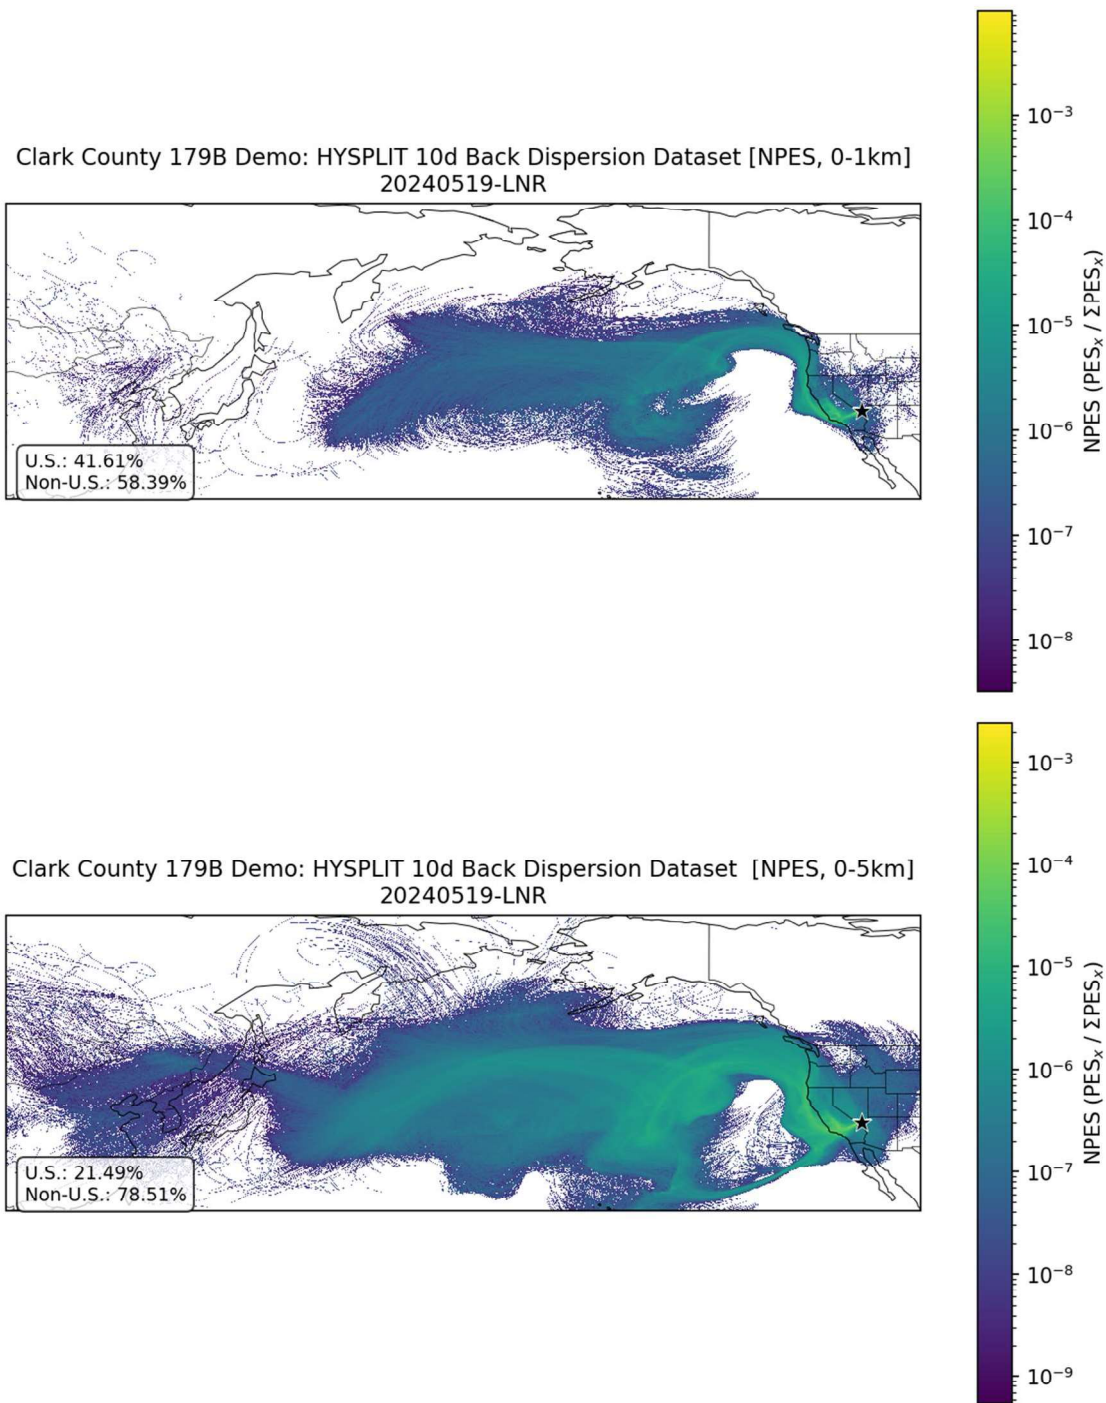 Clark County 179B Demo: HYSPLIT 10d Back Dispersion Dataset [NPES, 0-1km]
20240519-LNR
U.S.: 41.61%
Non-U.S.: 58.39%
10⁻³
10⁻⁴
10⁻⁵
10⁻⁶
10⁻⁷
10⁻⁸
NPES (PESₓ / ΣPESₓ)
Clark County 179B Demo: HYSPLIT 10d Back Dispersion Dataset  [NPES, 0-5km]
20240519-LNR
U.S.: 21.49%
Non-U.S.: 78.51%
10⁻³
10⁻⁴
10⁻⁵
10⁻⁶
10⁻⁷
10⁻⁸
10⁻⁹
NPES (PESₓ / ΣPESₓ)